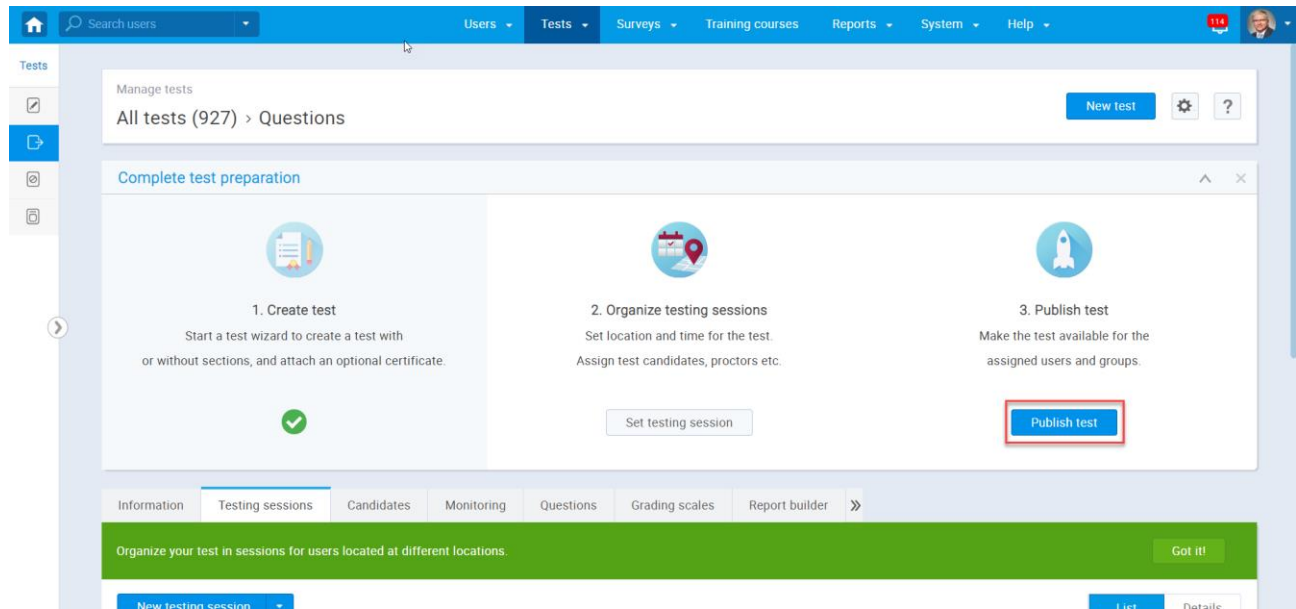 Search users
Users
Tests
Surveys
Training courses
Reports
System
Help
114
Tests
Manage tests
All tests (927) > Questions
New test
?
Complete test preparation
1. Create test
Start a test wizard to create a test with
or without sections, and attach an optional certificate.
2. Organize testing sessions
Set location and time for the test.
Assign test candidates, proctors etc.
Set testing session
3. Publish test
Make the test available for the
assigned users and groups.
Publish test
Information
Testing sessions
Candidates
Monitoring
Questions
Grading scales
Report builder
Organize your test in sessions for users located at different locations.
Got it!
New testing session
List
Details